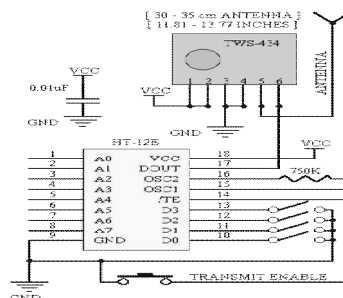 [ 30 - 35 cm ANTENNA ]
[ 11.81 - 13.77 INCHES ]
TWS-434
ANTENNA
VCC
0.01uF
GND
VCC
1 2 3 4 5 6
GND
HT-12E
VCC
1 A0 VCC 18
2 A1 DOUT 17
3 A2 OSC2 16 750K
4 A3 OSC1 15
5 A4 /TE 14
6 A5 D3 13
7 A6 D2 12
8 A7 D1 11
9 GND D0 10
TRANSMIT ENABLE
GND